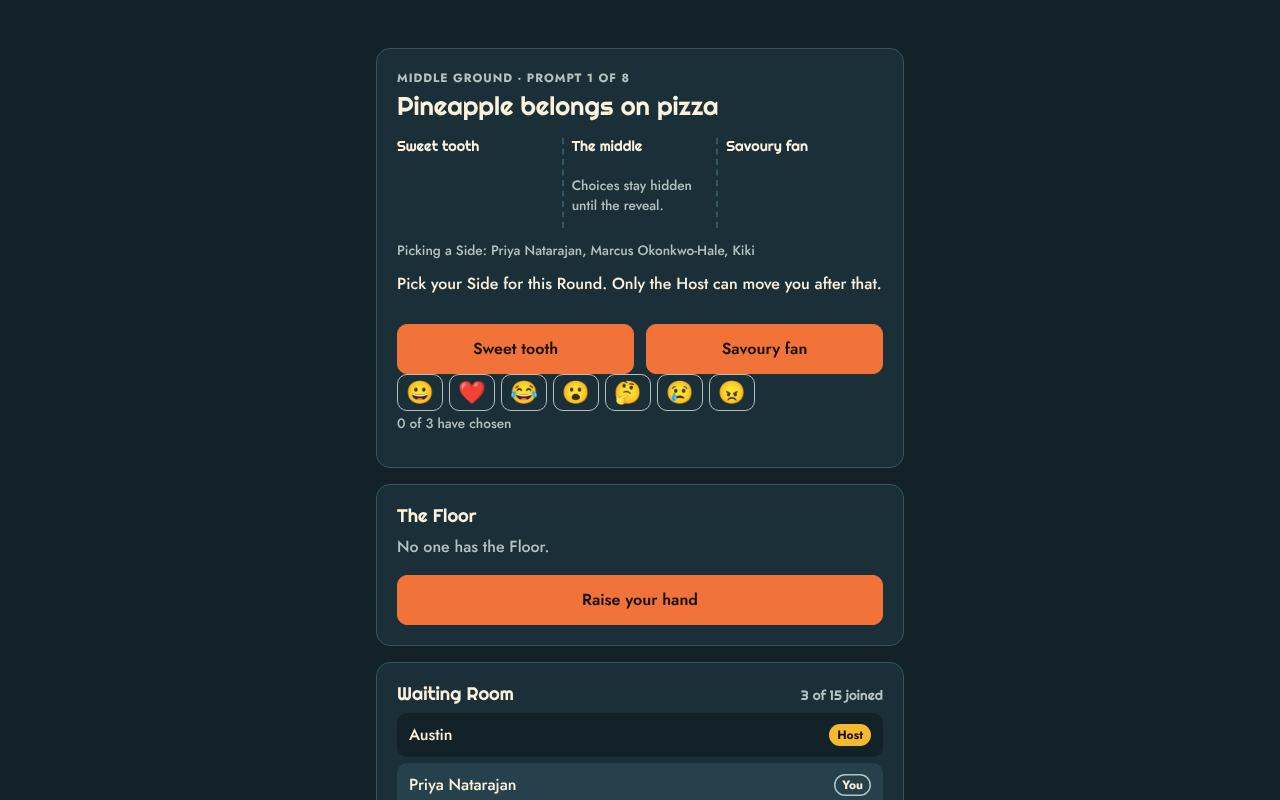 MIDDLE GROUND · PROMPT 1 OF 8
Pineapple belongs on pizza
Sweet tooth
The middle
Savoury fan
Choices stay hidden
until the reveal.
Picking a Side: Priya Natarajan, Marcus Okonkwo-Hale, Kiki
Pick your Side for this Round. Only the Host can move you after that.
Sweet tooth
Savoury fan
0 of 3 have chosen
The Floor
No one has the Floor.
Raise your hand
Waiting Room
3 of 15 joined
Austin
Host
Priya Natarajan
You